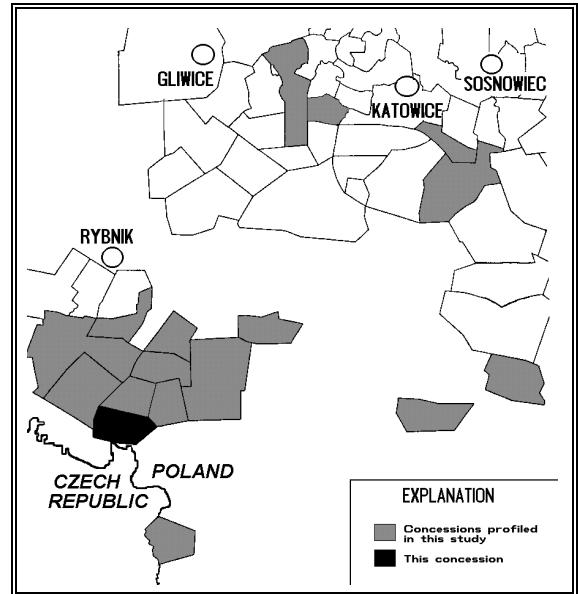 GLIWICE
SOSNOWIEC
KATOWICE
RYBNIK
CZECH
REPUBLIC
POLAND
EXPLANATION
Concessions profiled
in this study
This concession